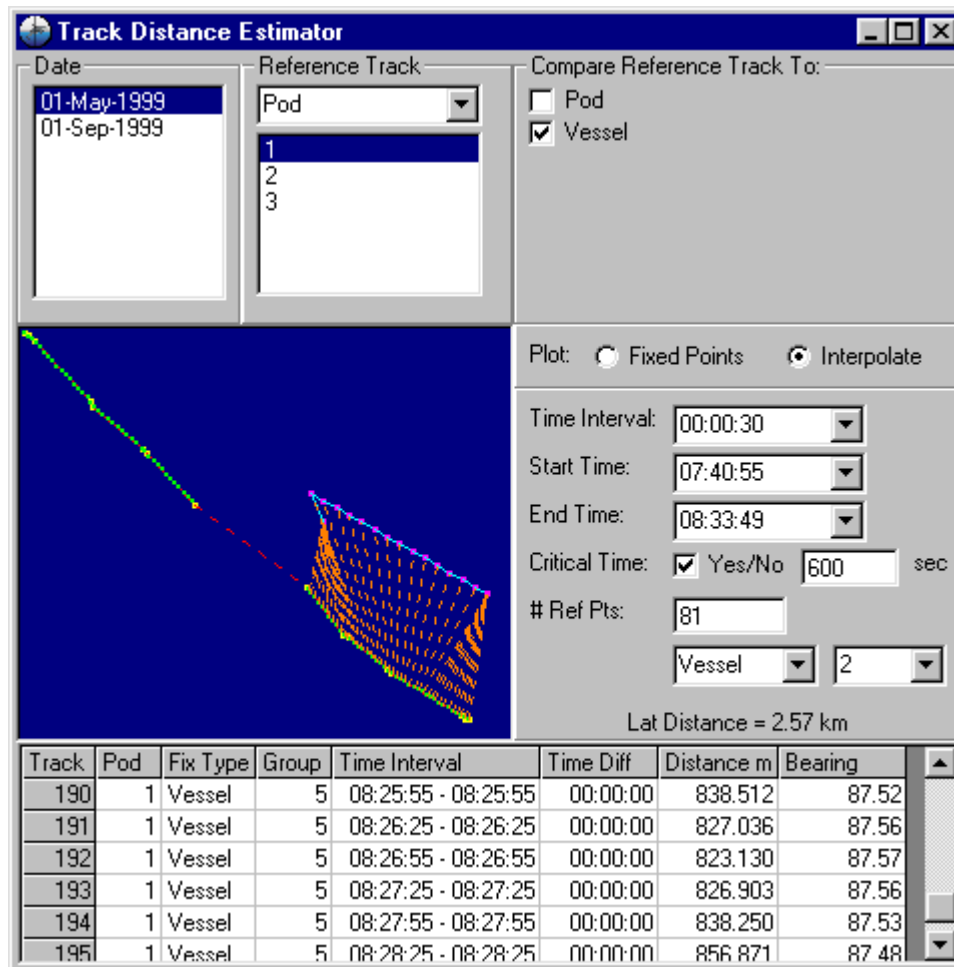 Track Distance Estimator
Date
01-May-1999
01-Sep-1999
Reference Track
Pod
1
2
3
Compare Reference Track To:
Pod
Vessel
Plot: Fixed Points Interpolate
Time Interval: 00:00:30
Start Time: 07:40:55
End Time: 08:33:49
Critical Time: Yes/No 600 sec
# Ref Pts: 81
Vessel 2
Lat Distance = 2.57 km
Track Pod Fix Type Group Time Interval Time Diff Distance m Bearing
190 1 Vessel 5 08:25:55 - 08:25:55 00:00:00 838.512 87.52
191 1 Vessel 5 08:26:25 - 08:26:25 00:00:00 827.036 87.56
192 1 Vessel 5 08:26:55 - 08:26:55 00:00:00 823.130 87.57
193 1 Vessel 5 08:27:25 - 08:27:25 00:00:00 826.903 87.56
194 1 Vessel 5 08:27:55 - 08:27:55 00:00:00 838.250 87.53
195 1 Vessel 5 08:28:25 - 08:28:25 00:00:00 856.871 87.48